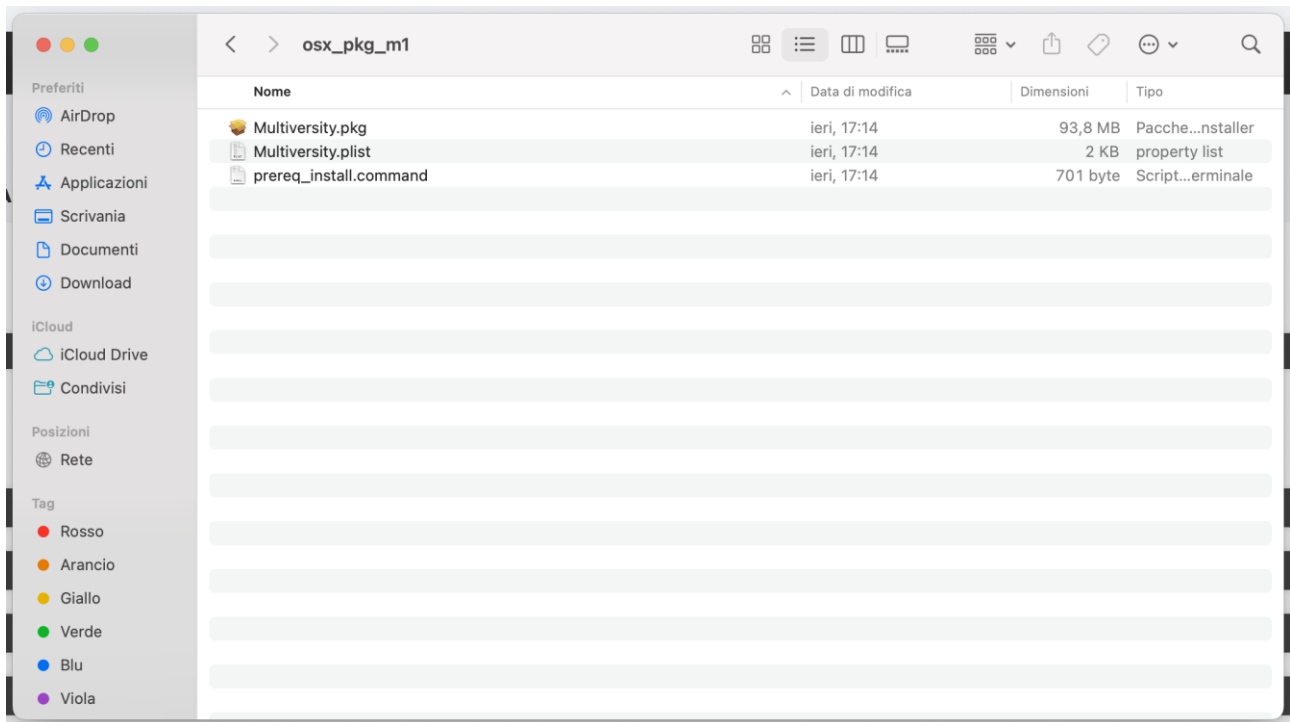 osx_pkg_m1
Preferiti
AirDrop
Recenti
Applicazioni
Scrivania
Documenti
Download
iCloud
iCloud Drive
Condivisi
Posizioni
Rete
Tag
Rosso
Arancio
Giallo
Verde
Blu
Viola
Nome Data di modifica Dimensioni Tipo
Multiversity.pkg ieri, 17:14 93,8 MB Pacche...nstaller
Multiversity.plist ieri, 17:14 2 KB property list
prereq_install.command ieri, 17:14 701 byte Script...erminale